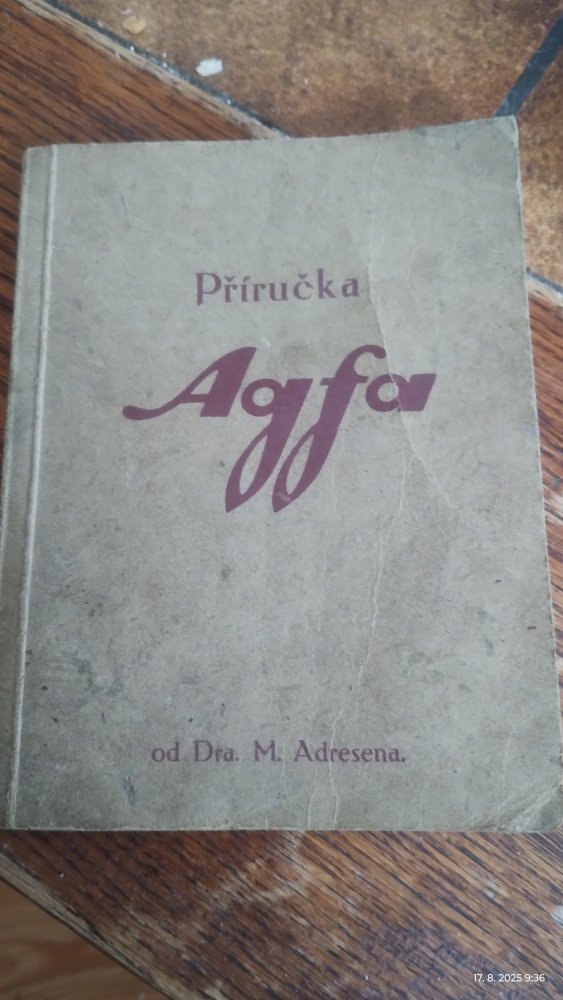 Příručka
Agfa
od Dra. M. Adresena.
17. 8. 2025 9:36